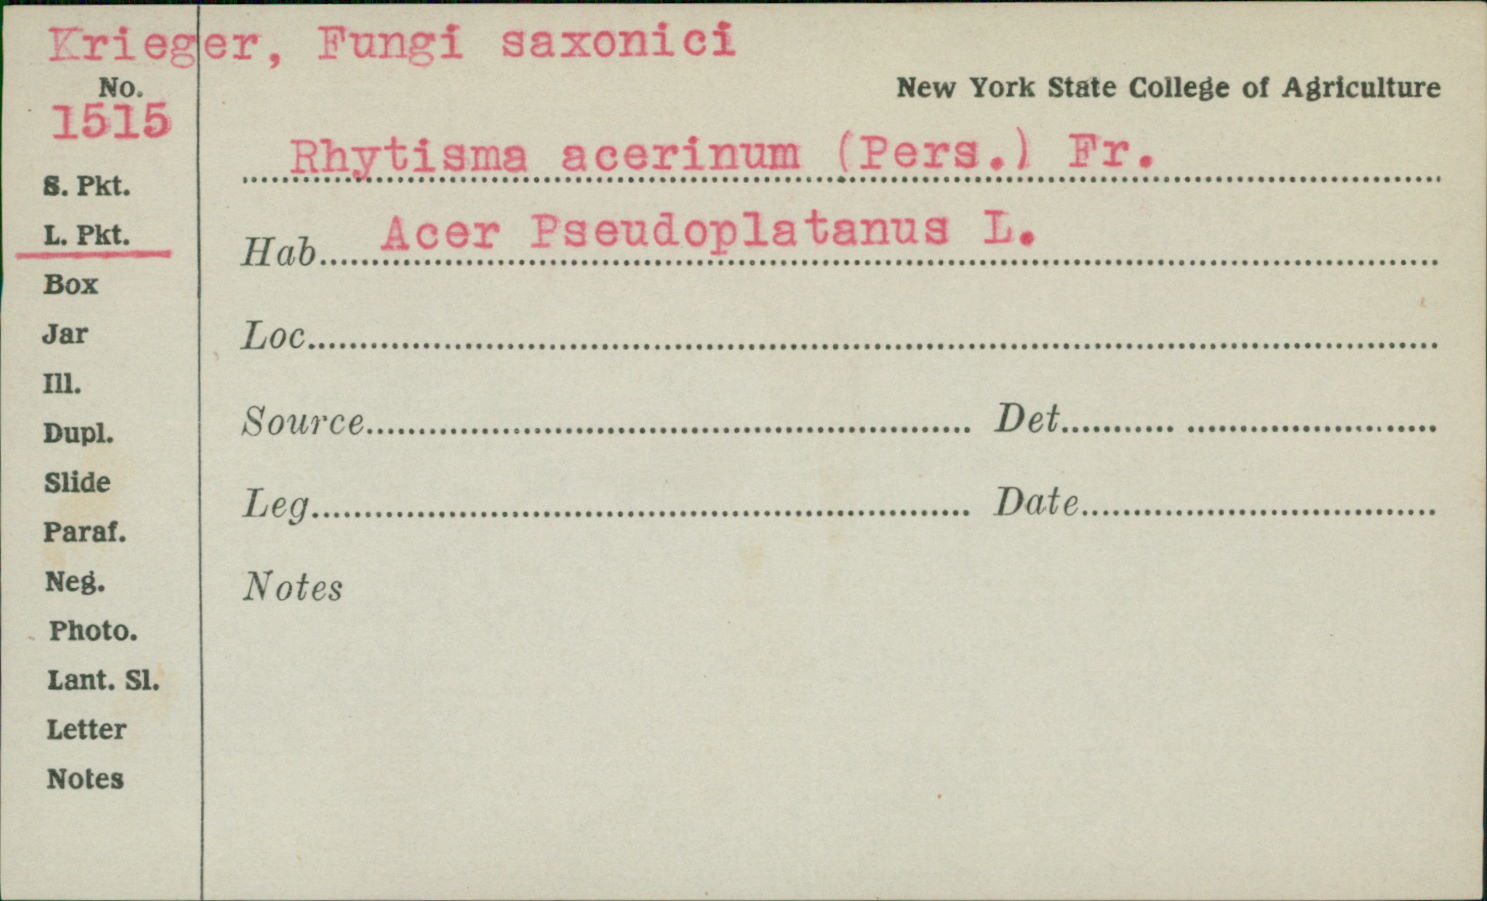 Krieger, Fungi saxonici
No.
New York State College of Agriculture
1515
Rhytisma acerinum (Pers.) Fr.
S. Pkt.
L. Pkt.
Hab. Acer Pseudoplatanus L.
Box
Jar
Loc.
Ill.
Dupl.
Source Det.
Slide
Leg. Date
Paraf.
Neg.
Notes
Photo.
Lant. Sl.
Letter
Notes